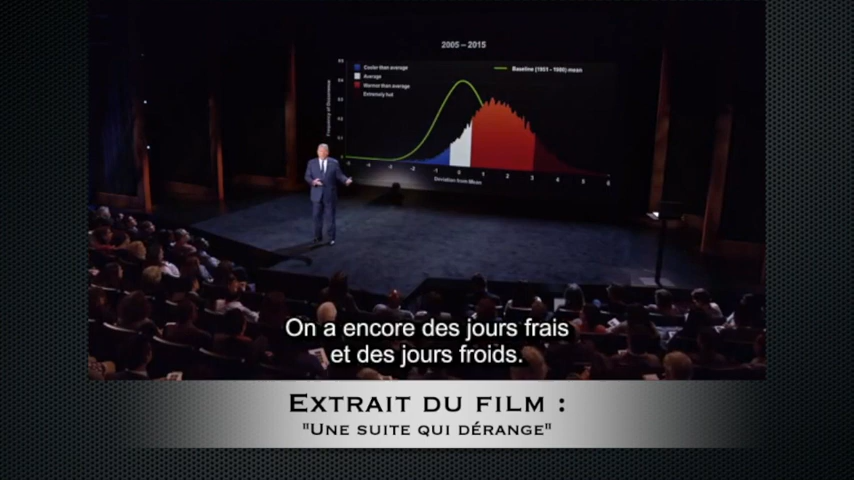 2005 – 2015
Cooler than average
Average
Warmer than average
Extremely hot
Baseline (1951 - 1980) mean
Frequency of Occurrence
Deviation from Mean
On a encore des jours frais
et des jours froids.
EXTRAIT DU FILM :
"UNE SUITE QUI DÉRANGE"